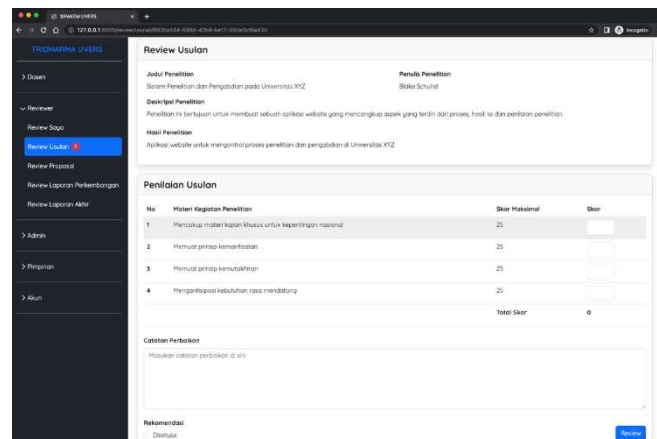 SIPAKEM UVERS
127.0.0.1
Incognito
TRIDHARMA UVERS
Dosen
Reviewer
Review Saya
Review Usulan
Review Proposal
Review Laporan Perkembangan
Review Laporan Akhir
Admin
Pimpinan
Akun
Review Usulan
Judul Penelitian
Penulis Penelitian
Sistem Penelitian dan Pengabdian pada Universitas XYZ
Blake Schulist
Deskripsi Penelitian
Penelitian ini bertujuan untuk membuat sebuah aplikasi website yang mencangkup aspek yang terdiri dari proses, hasil, isi dan penilaian penelitian.
Hasil Penelitian
Aplikasi website untuk mengontrol proses penelitian dan pengabdian di Universitas XYZ
Penilaian Usulan
No Materi Kegiatan Penelitian Skor Maksimal Skor
1 Mencakup materi kajian khusus untuk kepentingan nasional 25
2 Memuat prinsip kemanfaatan 25
3 Memuat prinsip kemutakhiran 25
4 Mengantisipasi kebutuhan masa mendatang 25
Total Skor 0
Catatan Perbaikan
Masukan catatan perbaikan di sini
Rekomendasi
Disetujui
Review